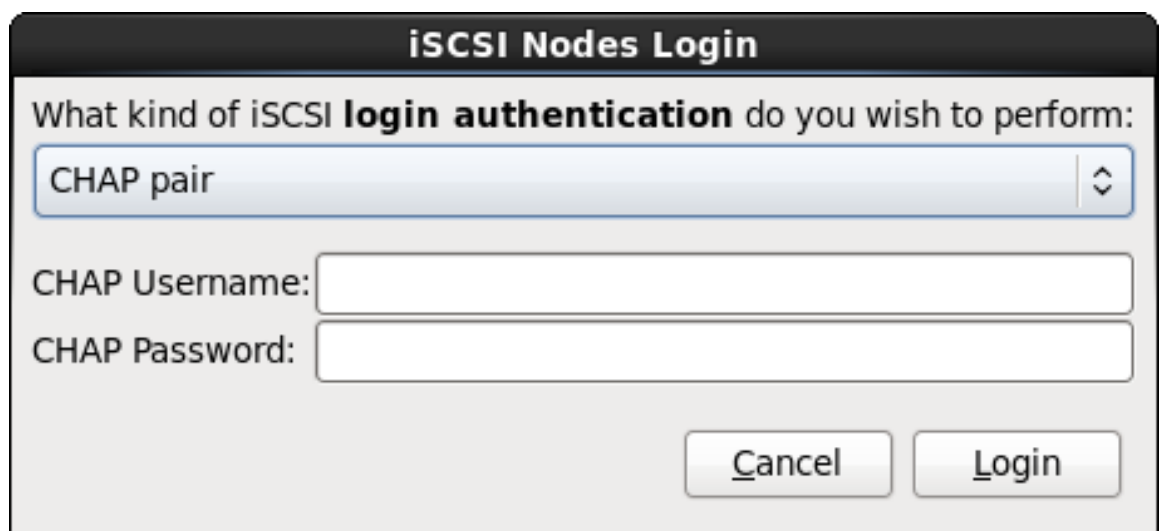 iSCSI Nodes Login
What kind of iSCSI login authentication do you wish to perform:
CHAP pair
CHAP Username:
CHAP Password:
Cancel Login